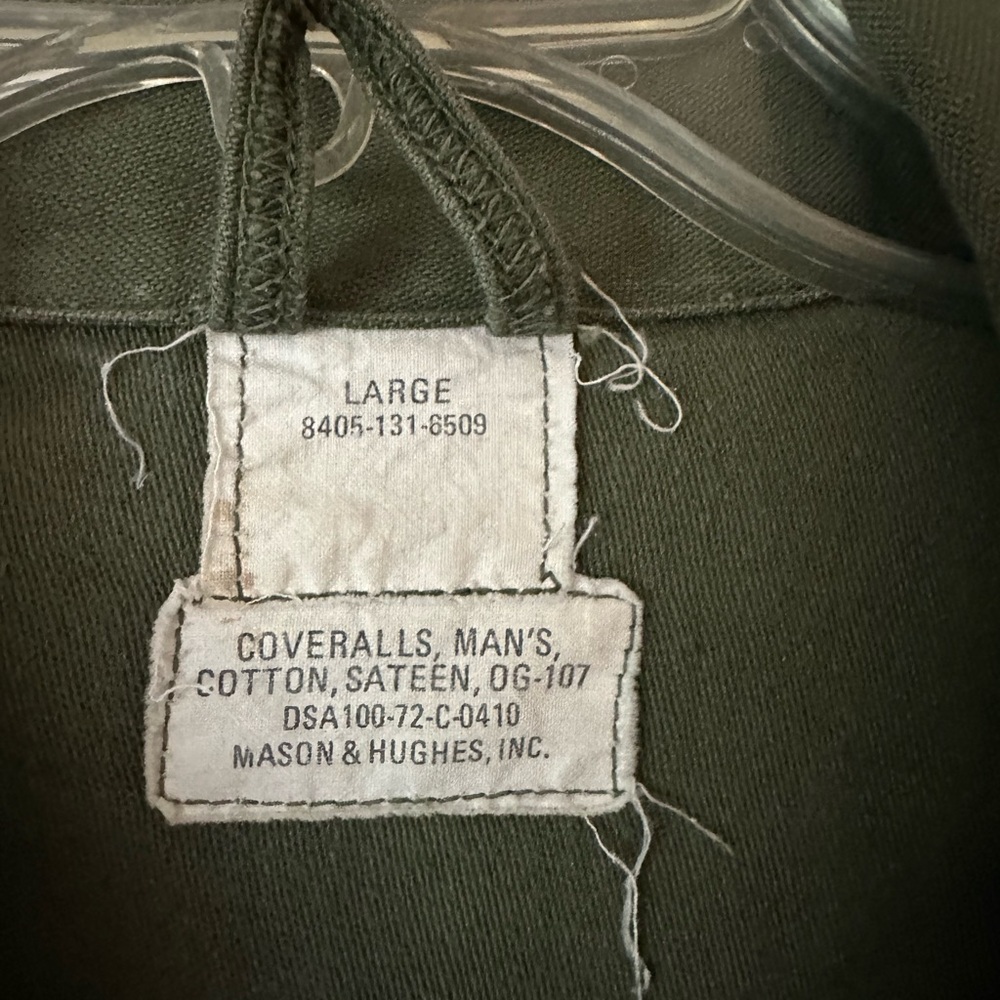 LARGE
8405-131-6509
COVERALLS, MAN'S,
COTTON, SATEEN, OG-107
DSA100-72-C-0410
MASON & HUGHES, INC.